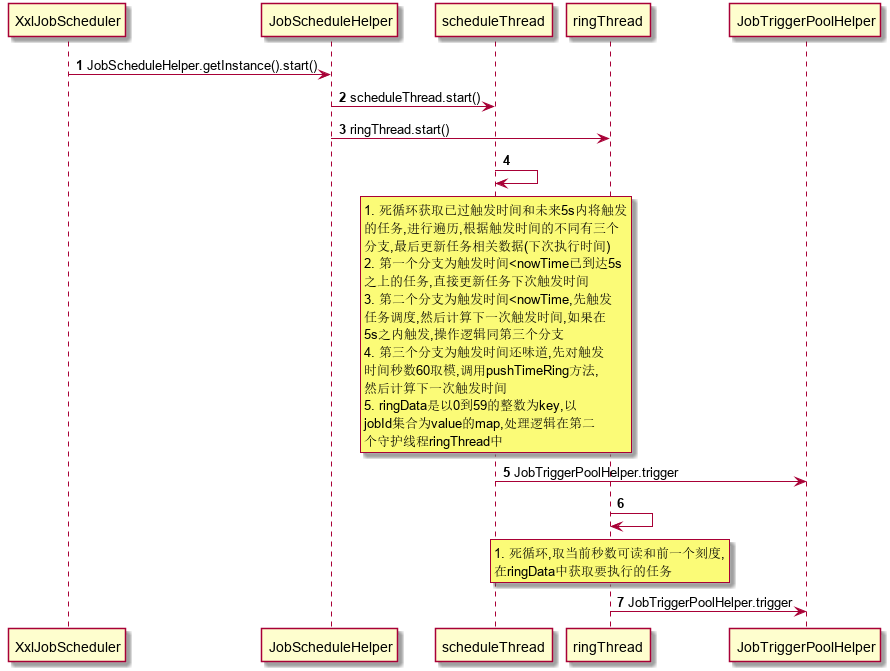 XxlJobScheduler
JobScheduleHelper
scheduleThread
ringThread
JobTriggerPoolHelper
1 JobScheduleHelper.getInstance().start()
2 scheduleThread.start()
3 ringThread.start()
4
1. 死循环获取已过触发时间和未来5s内将触发
的任务,进行遍历,根据触发时间的不同有三个
分支,最后更新任务相关数据(下次执行时间)
2. 第一个分支为触发时间<nowTime已到达5s
之上的任务,直接更新任务下次触发时间
3. 第二个分支为触发时间<nowTime,先触发
任务调度,然后计算下一次触发时间,如果在
5s之内触发,操作逻辑同第三个分支
4. 第三个分支为触发时间还味道,先对触发
时间秒数60取模,调用pushTimeRing方法,
然后计算下一次触发时间
5. ringData是以0到59的整数为key,以
jobId集合为value的map,处理逻辑在第二
个守护线程ringThread中
5 JobTriggerPoolHelper.trigger
6
1. 死循环,取当前秒数可读和前一个刻度,
在ringData中获取要执行的任务
7 JobTriggerPoolHelper.trigger
XxlJobScheduler
JobScheduleHelper
scheduleThread
ringThread
JobTriggerPoolHelper